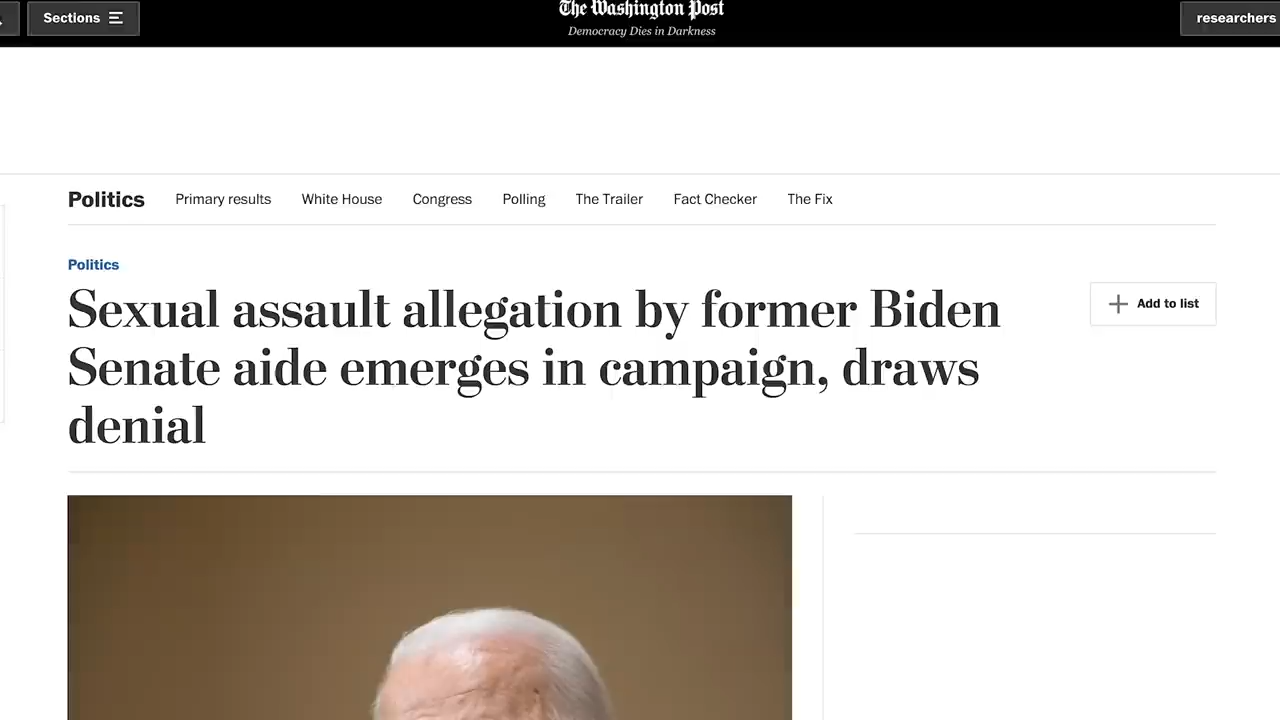 Sections
The Washington Post
Democracy Dies in Darkness
researchers
Politics Primary results White House Congress Polling The Trailer Fact Checker The Fix
Politics
Sexual assault allegation by former Biden
Senate aide emerges in campaign, draws
denial
Add to list